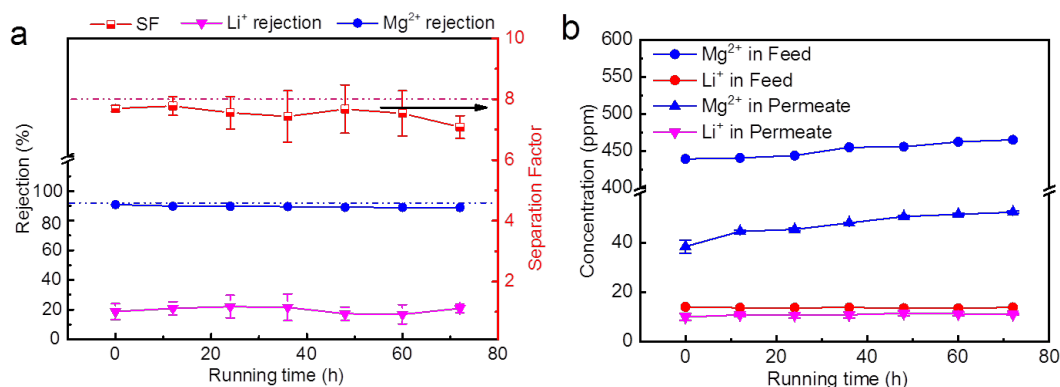 a
SF
Li⁺ rejection
Mg²⁺ rejection
Rejection (%)
100
80
60
40
20
0
10
8
6
4
2
Separation Factor
0
20
40
60
80
Running time (h)
b
Mg²⁺ in Feed
Li⁺ in Feed
Mg²⁺ in Permeate
Li⁺ in Permeate
Concentration (ppm)
600
550
500
450
400
40
20
0
0
20
40
60
80
Running time (h)